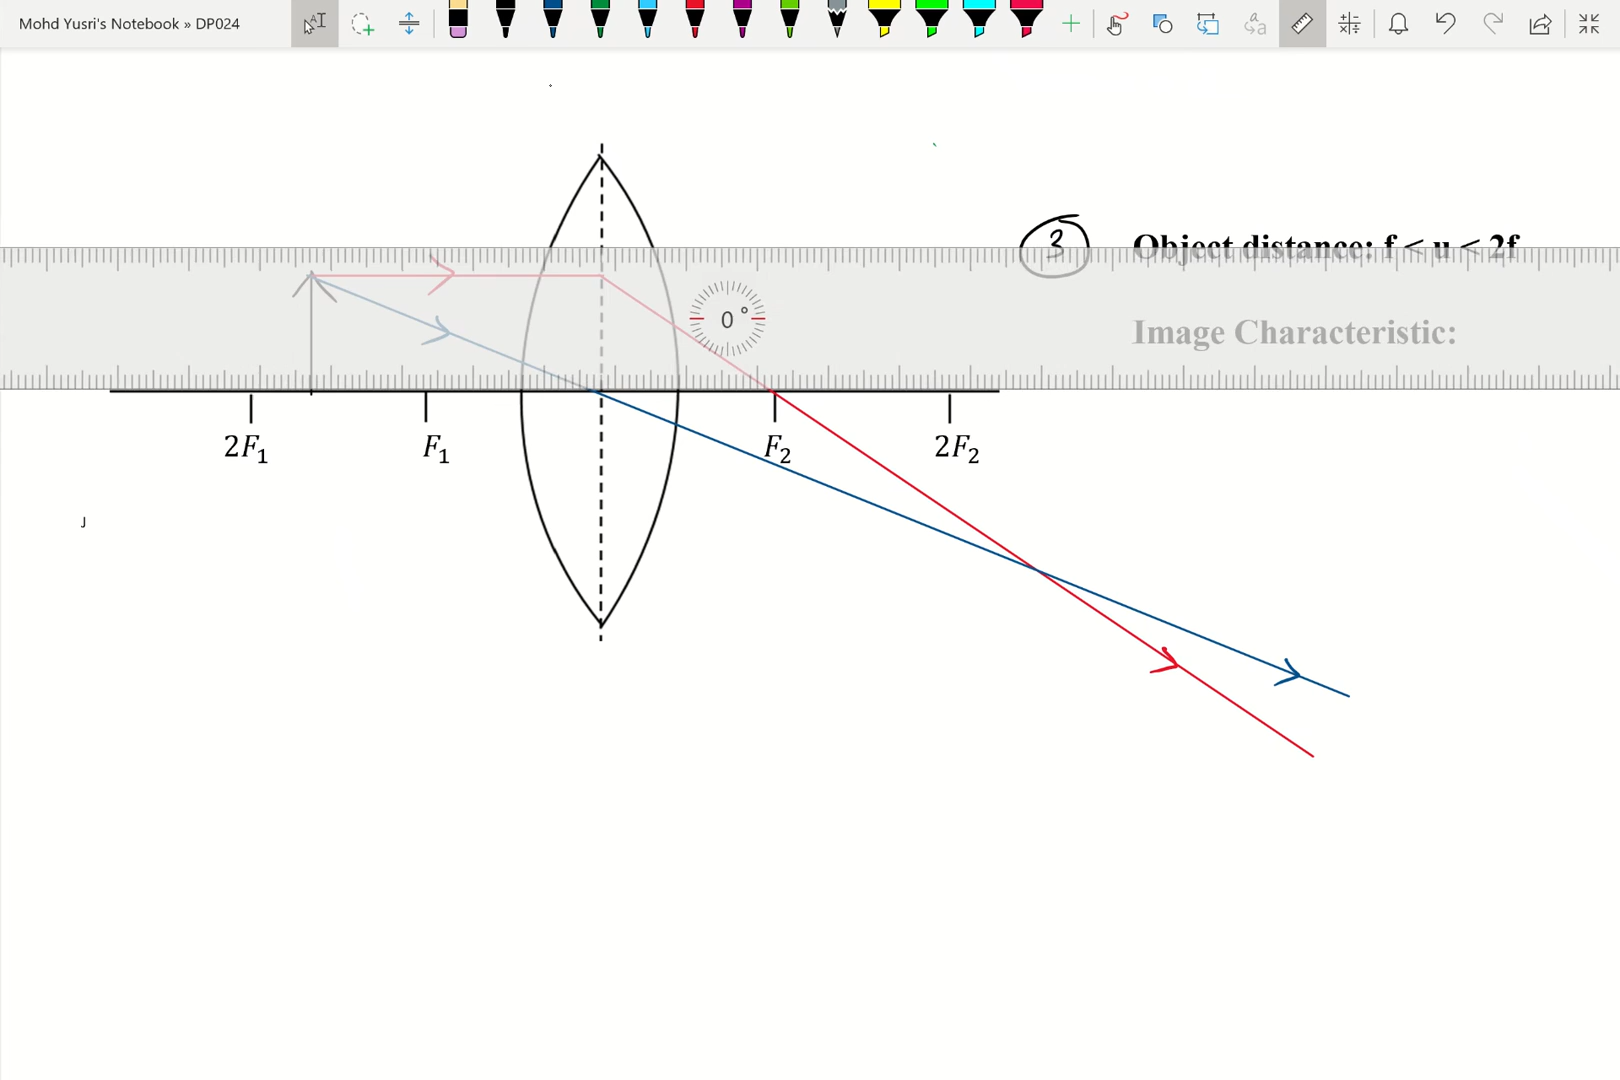 Mohd Yusri's Notebook » DP024
3 Object distance: f < u < 2f
0°
Image Characteristic:
2F₁ F₁ F₂ 2F₂